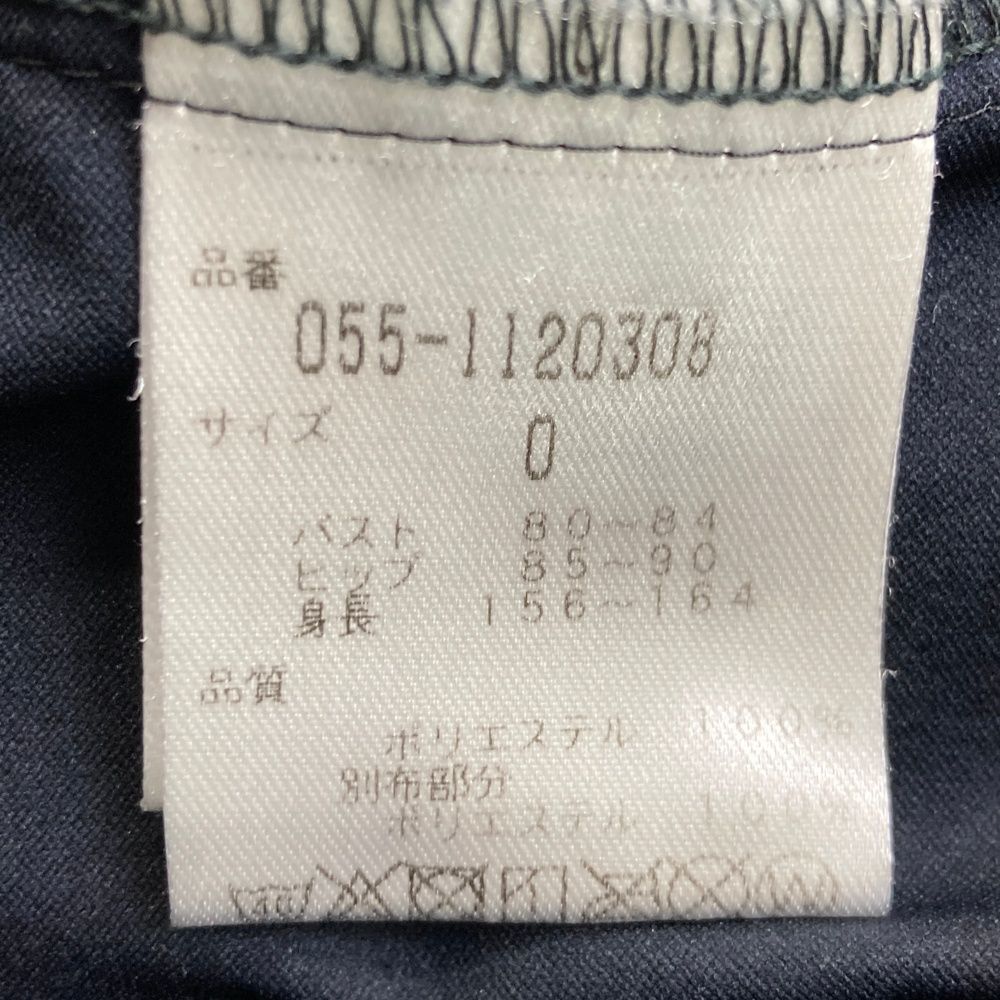 品番
055-1120308
サイズ 0
バスト 80~84
ヒップ 85~90
身長 156~164
品質
ポリエステル 100%
別布部分
ポリエステル 100%